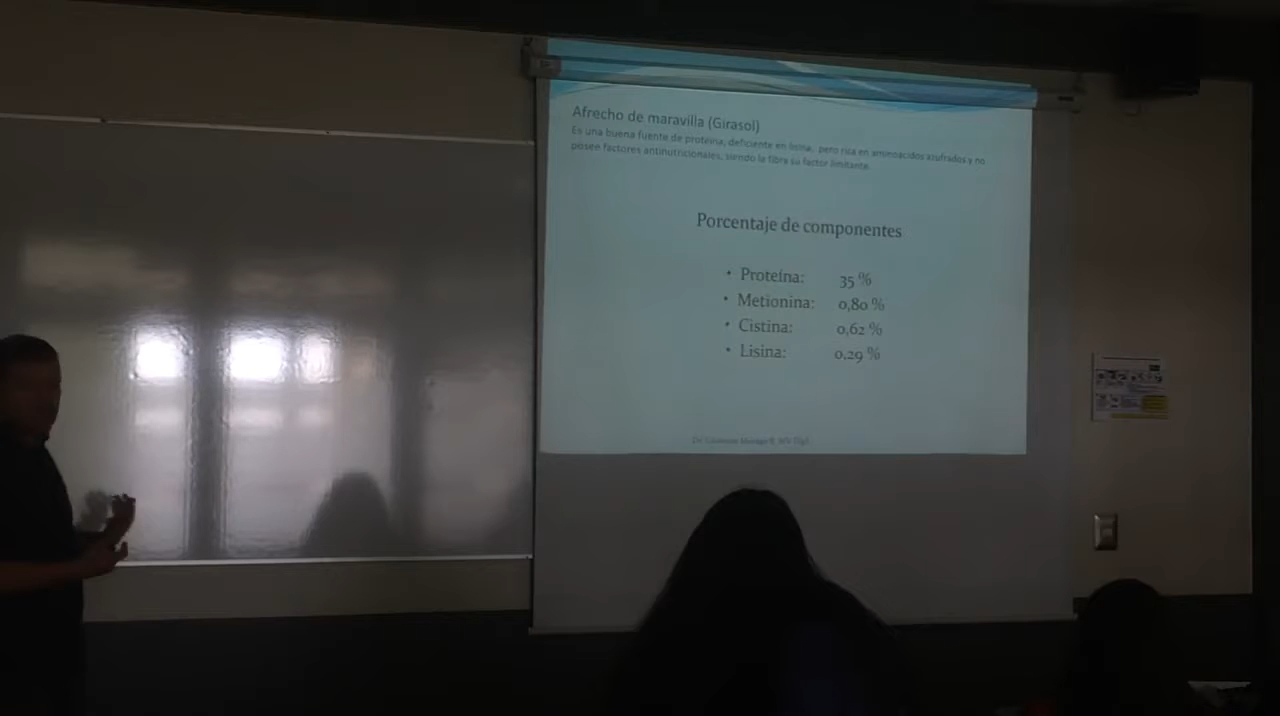 Afrecho de maravilla (Girasol)
Es una buena fuente de proteína, deficiente en lisina, pero rica en aminoácidos azufrados y no
posee factores antinutricionales, siendo la fibra su factor limitante.
Porcentaje de componentes
• Proteína: 35 %
• Metionina: 0,80 %
• Cistina: 0,62 %
• Lisina: 0,29 %